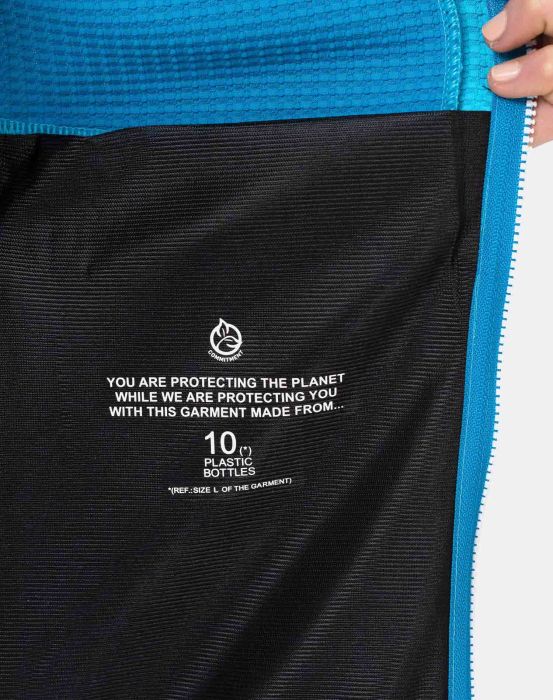 COMMITMENT
YOU ARE PROTECTING THE PLANET
WHILE WE ARE PROTECTING YOU
WITH THIS GARMENT MADE FROM...
10 (*)
PLASTIC
BOTTLES
*(REF.:SIZE L OF THE GARMENT)